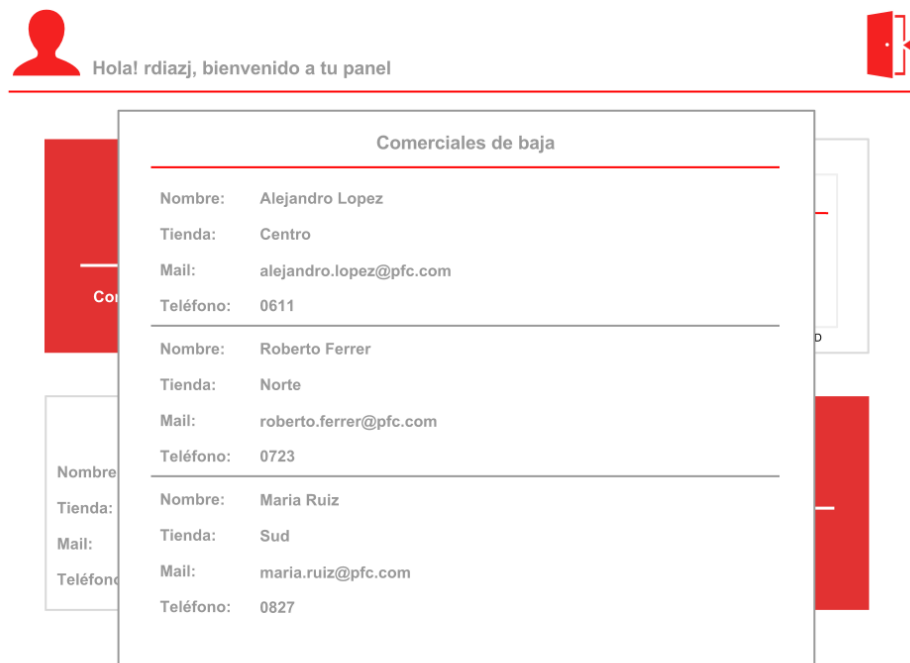 Hola! rdiazj, bienvenido a tu panel
Comerciales de baja
Nombre: Alejandro Lopez
Tienda: Centro
Mail: alejandro.lopez@pfc.com
Teléfono: 0611
Nombre: Roberto Ferrer
Tienda: Norte
Mail: roberto.ferrer@pfc.com
Teléfono: 0723
Nombre: Maria Ruiz
Tienda: Sud
Mail: maria.ruiz@pfc.com
Teléfono: 0827
Nombre
Tienda:
Mail: